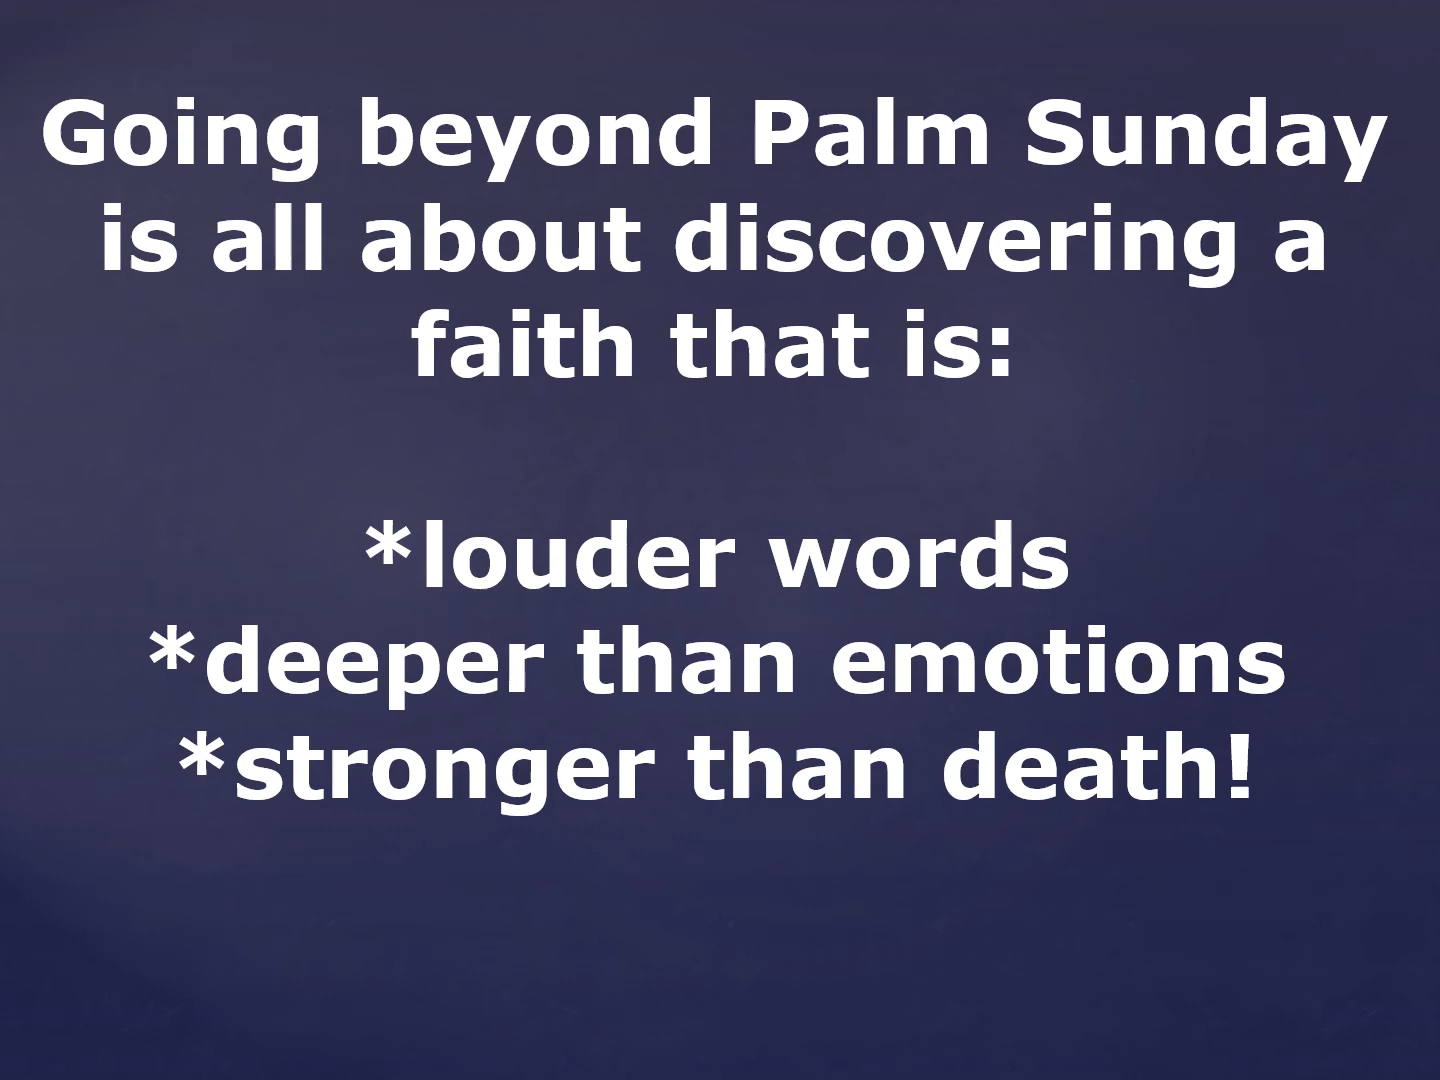 Going beyond Palm Sunday
is all about discovering a
faith that is:
*louder words
*deeper than emotions
*stronger than death!